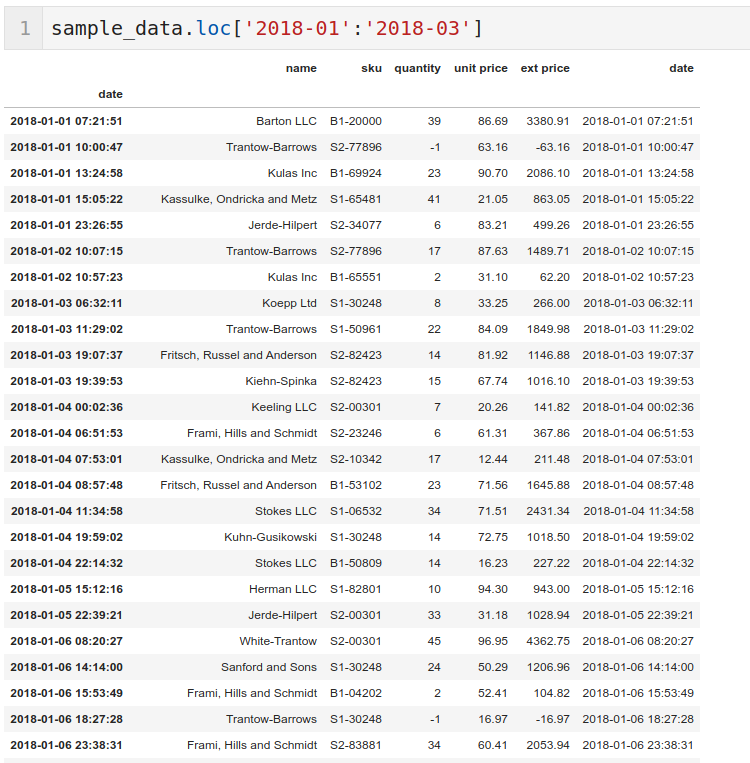 1 sample_data.loc['2018-01':'2018-03']
name sku quantity unit price ext price date
date
2018-01-01 07:21:51 Barton LLC B1-20000 39 86.69 3380.91 2018-01-01 07:21:51
2018-01-01 10:00:47 Trantow-Barrows S2-77896 -1 63.16 -63.16 2018-01-01 10:00:47
2018-01-01 13:24:58 Kulas Inc B1-69924 23 90.70 2086.10 2018-01-01 13:24:58
2018-01-01 15:05:22 Kassulke, Ondricka and Metz S1-65481 41 21.05 863.05 2018-01-01 15:05:22
2018-01-01 23:26:55 Jerde-Hilpert S2-34077 6 83.21 499.26 2018-01-01 23:26:55
2018-01-02 10:07:15 Trantow-Barrows S2-77896 17 87.63 1489.71 2018-01-02 10:07:15
2018-01-02 10:57:23 Kulas Inc B1-65551 2 31.10 62.20 2018-01-02 10:57:23
2018-01-03 06:32:11 Koepp Ltd S1-30248 8 33.25 266.00 2018-01-03 06:32:11
2018-01-03 11:29:02 Trantow-Barrows S1-50961 22 84.09 1849.98 2018-01-03 11:29:02
2018-01-03 19:07:37 Fritsch, Russel and Anderson S2-82423 14 81.92 1146.88 2018-01-03 19:07:37
2018-01-03 19:39:53 Kiehn-Spinka S2-82423 15 67.74 1016.10 2018-01-03 19:39:53
2018-01-04 00:02:36 Keeling LLC S2-00301 7 20.26 141.82 2018-01-04 00:02:36
2018-01-04 06:51:53 Frami, Hills and Schmidt S2-23246 6 61.31 367.86 2018-01-04 06:51:53
2018-01-04 07:53:01 Kassulke, Ondricka and Metz S2-10342 17 12.44 211.48 2018-01-04 07:53:01
2018-01-04 08:57:48 Fritsch, Russel and Anderson B1-53102 23 71.56 1645.88 2018-01-04 08:57:48
2018-01-04 11:34:58 Stokes LLC S1-06532 34 71.51 2431.34 2018-01-04 11:34:58
2018-01-04 19:59:02 Kuhn-Gusikowski S1-30248 14 72.75 1018.50 2018-01-04 19:59:02
2018-01-04 22:14:32 Stokes LLC B1-50809 14 16.23 227.22 2018-01-04 22:14:32
2018-01-05 15:12:16 Herman LLC S1-82801 10 94.30 943.00 2018-01-05 15:12:16
2018-01-05 22:39:21 Jerde-Hilpert S2-00301 33 31.18 1028.94 2018-01-05 22:39:21
2018-01-06 08:20:27 White-Trantow S2-00301 45 96.95 4362.75 2018-01-06 08:20:27
2018-01-06 14:14:00 Sanford and Sons S1-30248 24 50.29 1206.96 2018-01-06 14:14:00
2018-01-06 15:53:49 Frami, Hills and Schmidt B1-04202 2 52.41 104.82 2018-01-06 15:53:49
2018-01-06 18:27:28 Trantow-Barrows S1-30248 -1 16.97 -16.97 2018-01-06 18:27:28
2018-01-06 23:38:31 Frami, Hills and Schmidt S2-83881 34 60.41 2053.94 2018-01-06 23:38:31